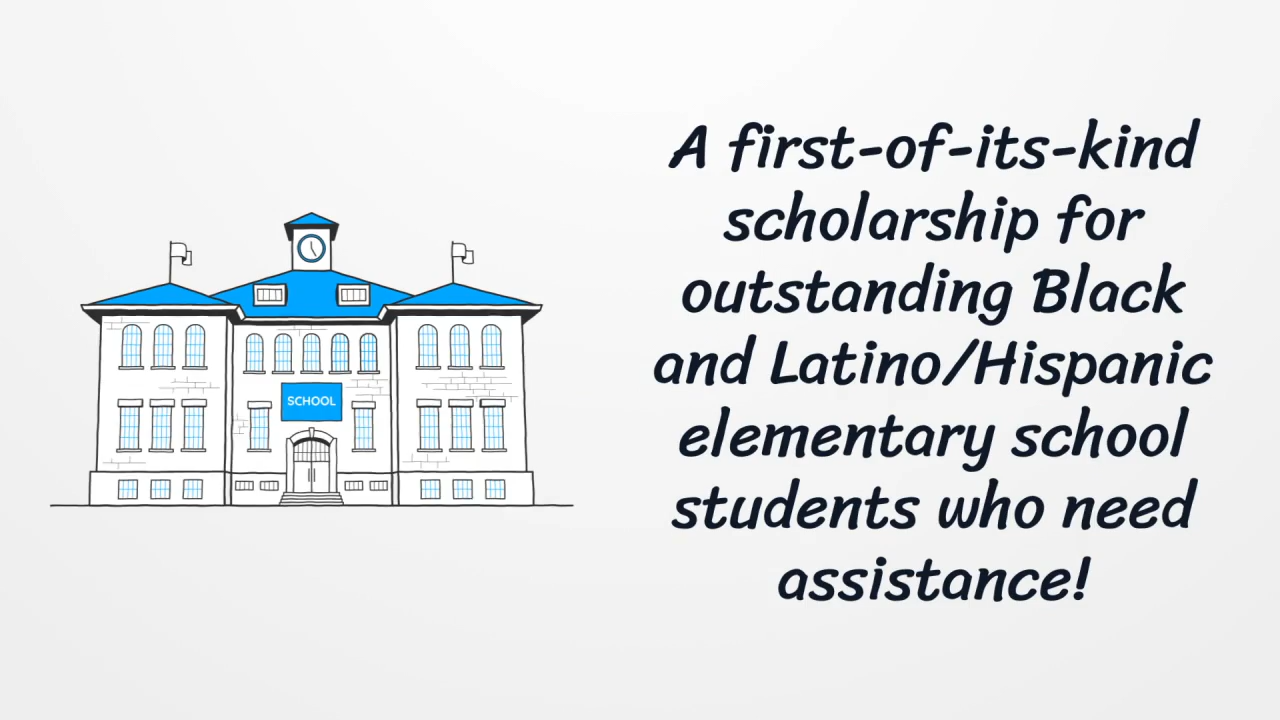 SCHOOL
A first-of-its-kind
scholarship for
outstanding Black
and Latino/Hispanic
elementary school
students who need
assistance!